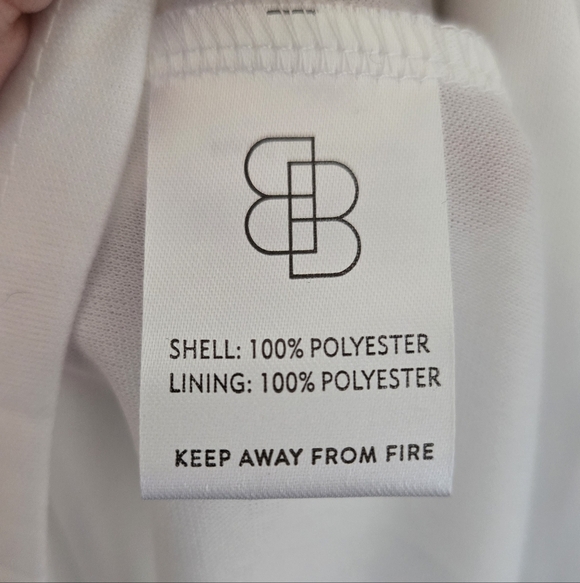 SHELL: 100% POLYESTER
LINING: 100% POLYESTER
KEEP AWAY FROM FIRE